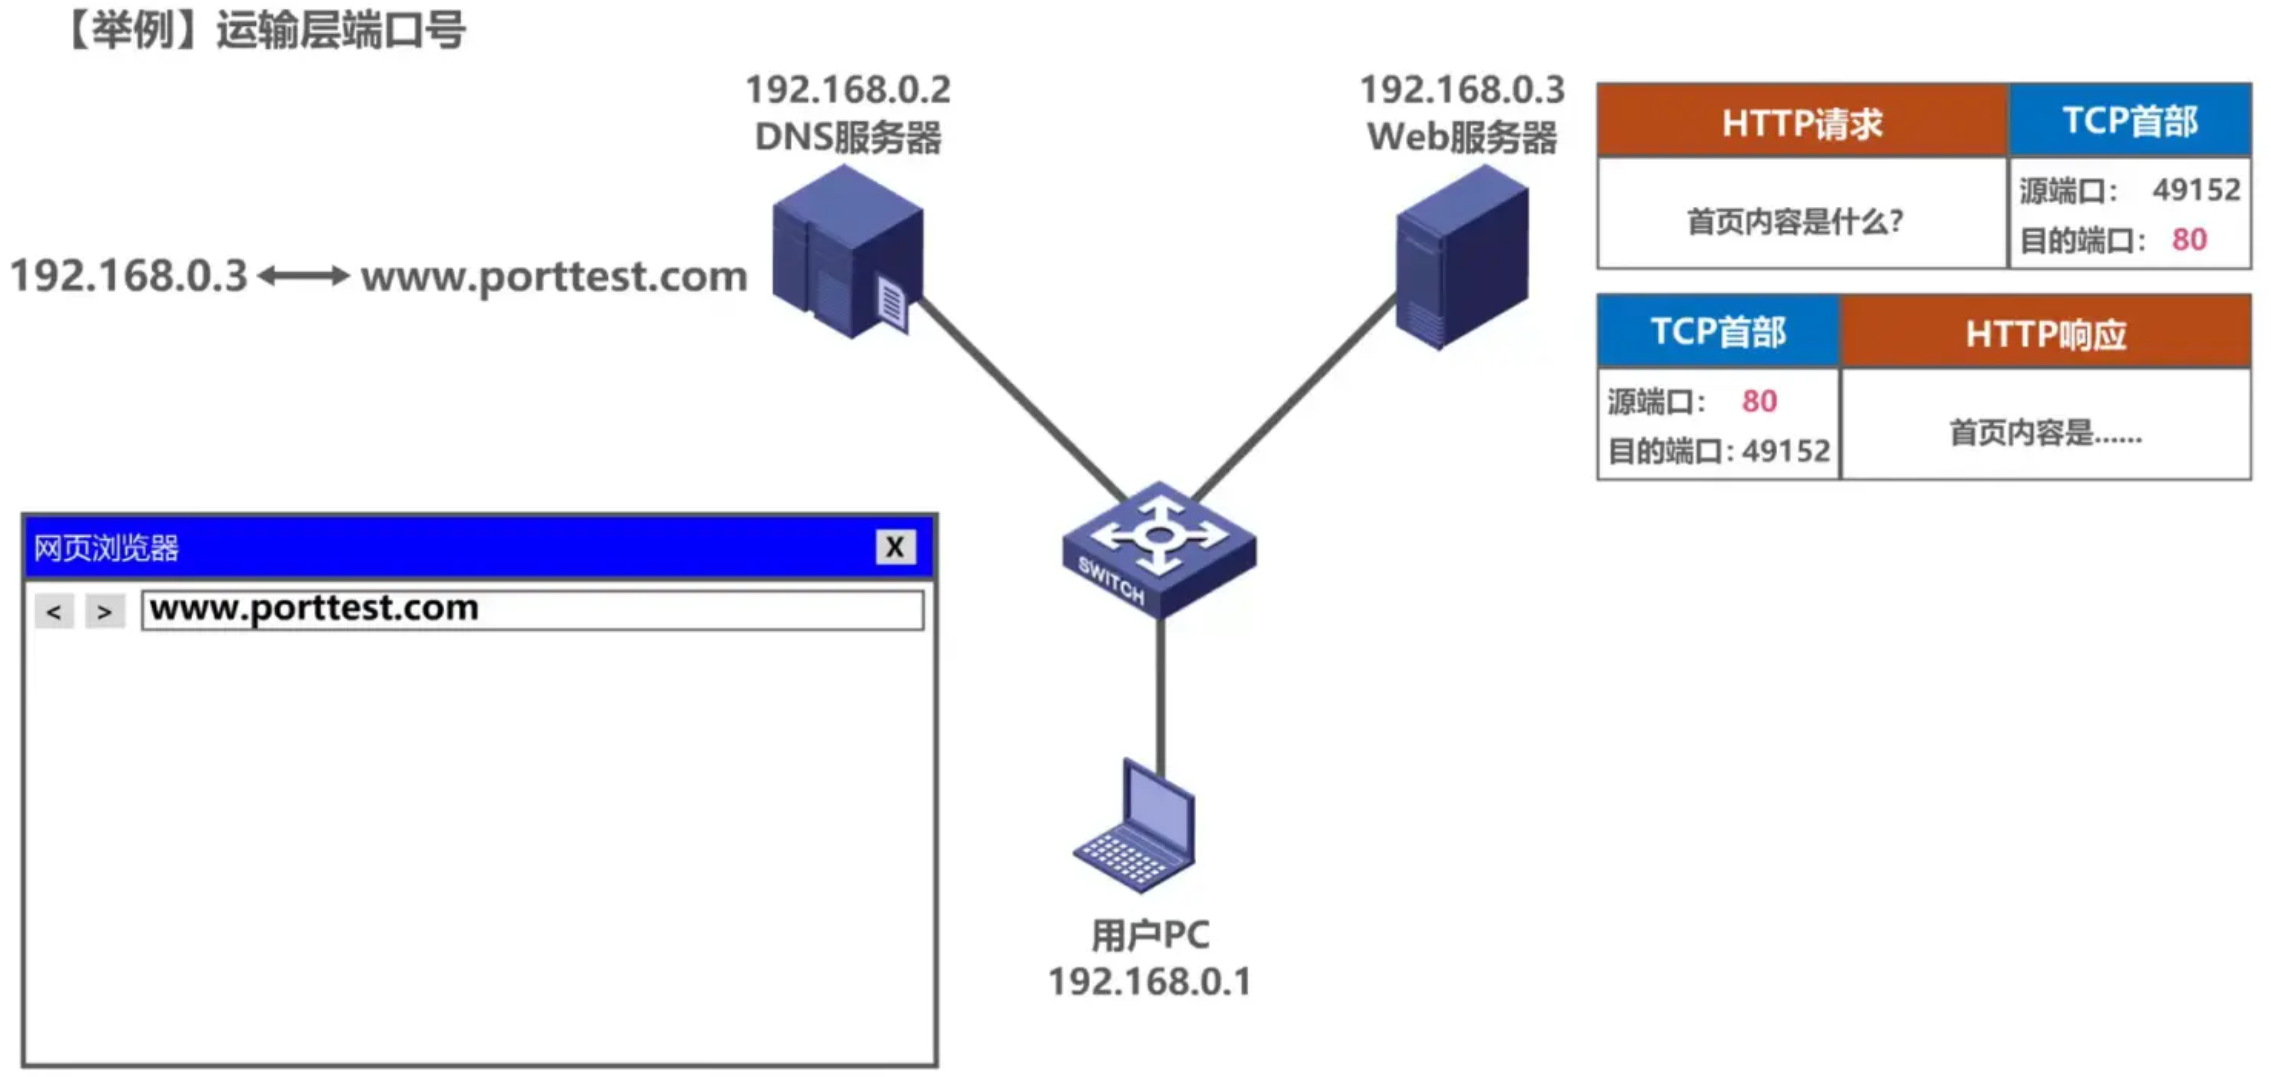 【举例】运输层端口号
192.168.0.2
DNS服务器
192.168.0.3
Web服务器
HTTP请求
TCP首部
首页内容是什么?
源端口: 49152
目的端口: 80
TCP首部
HTTP响应
源端口: 80
目的端口: 49152
首页内容是......
192.168.0.3
www.porttest.com
网页浏览器
X
< >
www.porttest.com
SWITCH
用户PC
192.168.0.1